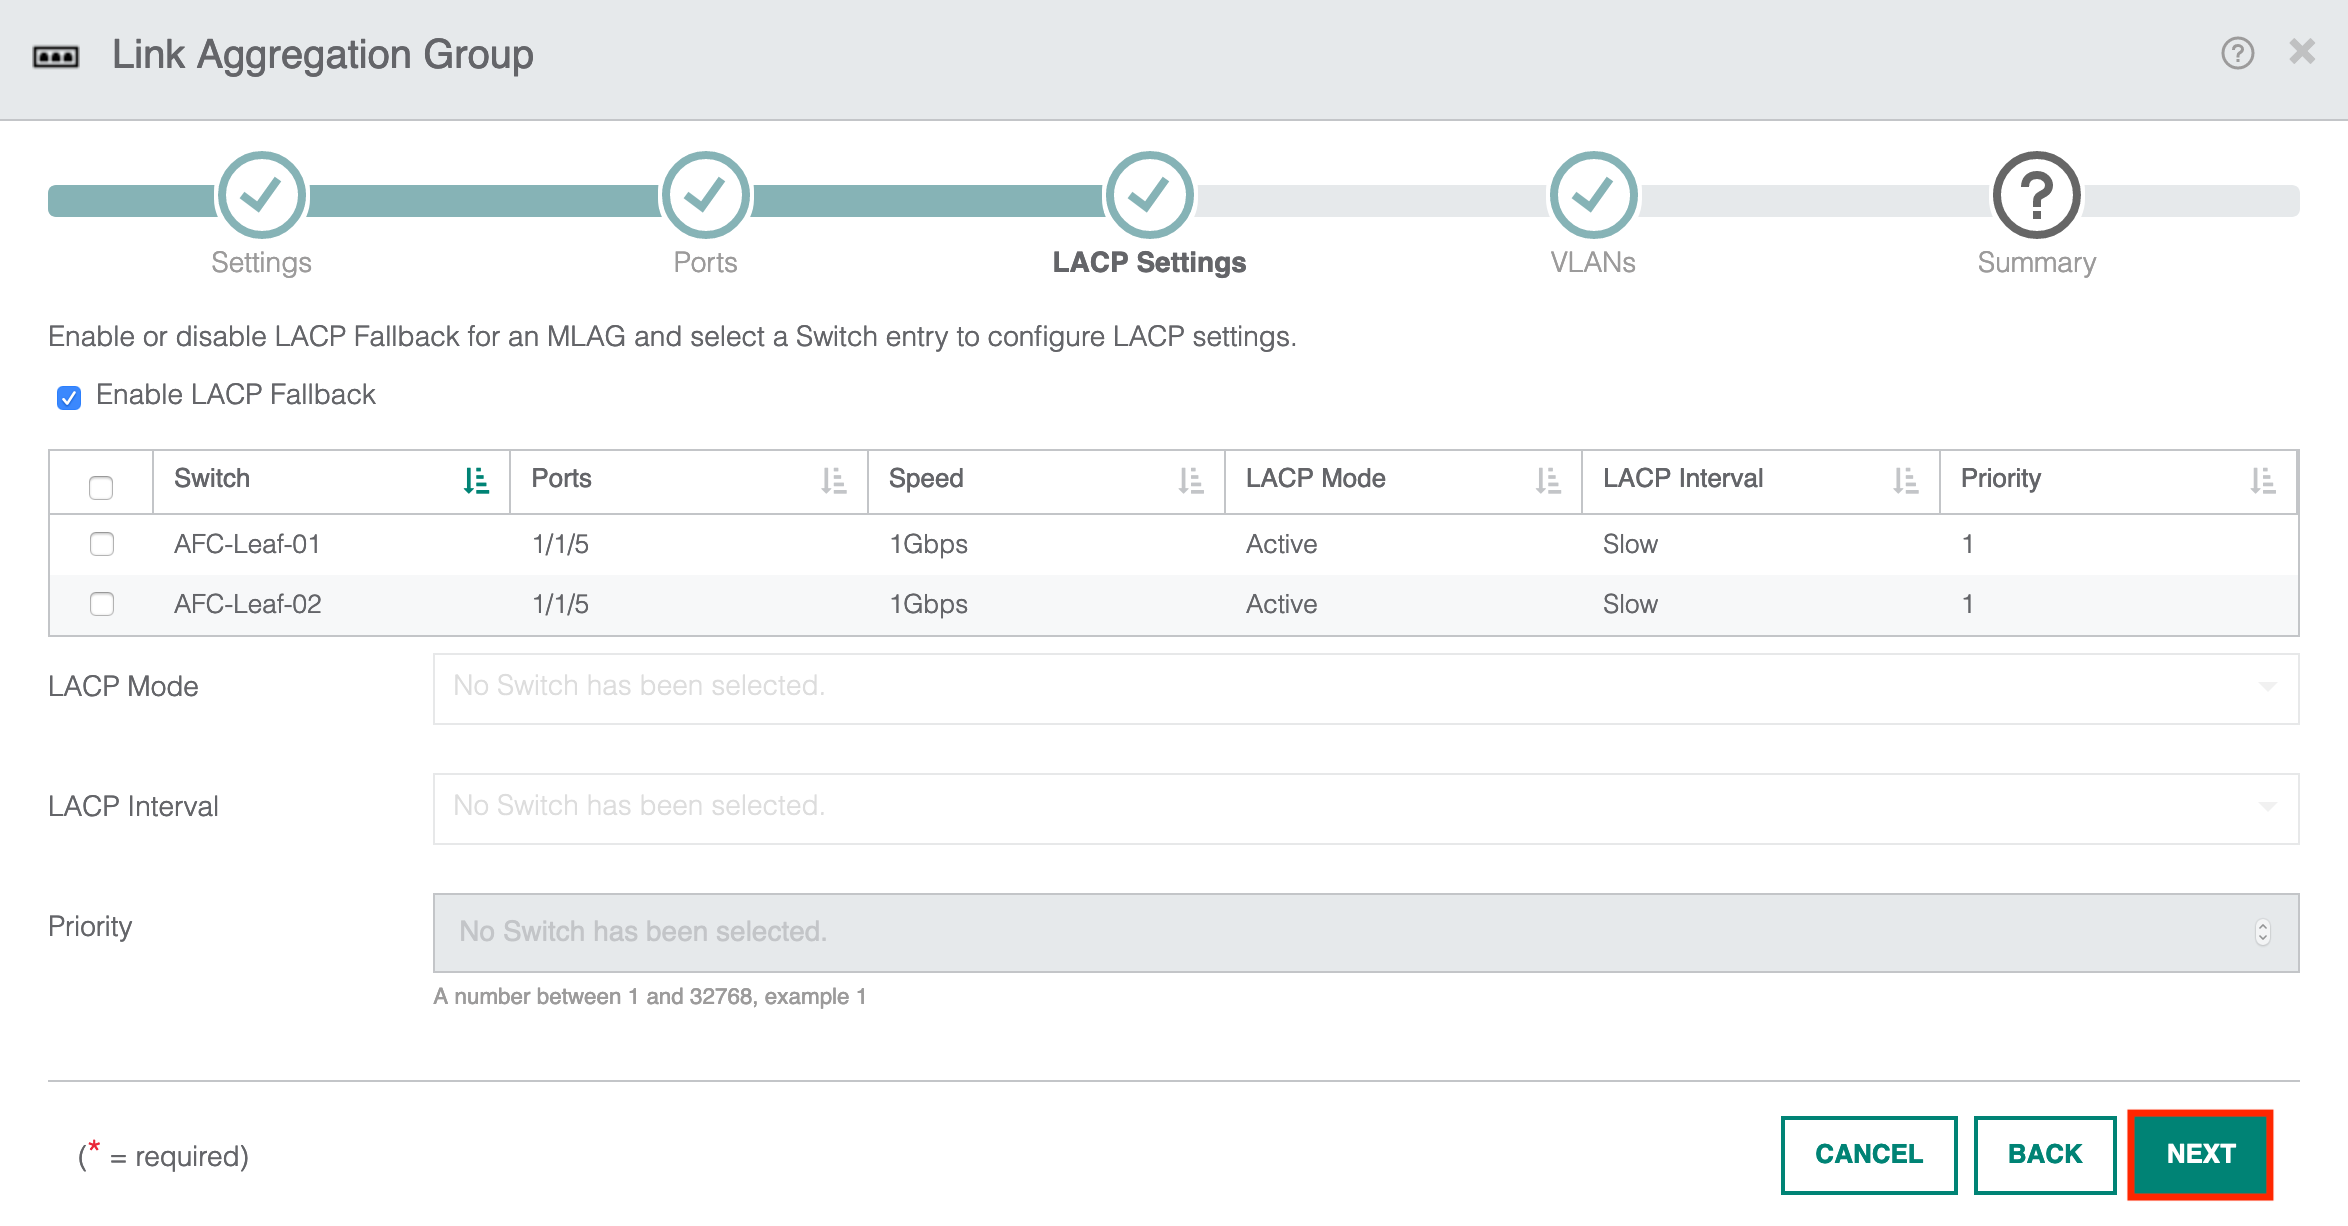 Link Aggregation Group
?
Settings
Ports
LACP Settings
VLANs
?
Summary
Enable or disable LACP Fallback for an MLAG and select a Switch entry to configure LACP settings.
Enable LACP Fallback
Switch Ports Speed LACP Mode LACP Interval Priority
AFC-Leaf-01 1/1/5 1Gbps Active Slow 1
AFC-Leaf-02 1/1/5 1Gbps Active Slow 1
LACP Mode No Switch has been selected.
LACP Interval No Switch has been selected.
Priority No Switch has been selected.
A number between 1 and 32768, example 1
(* = required)
CANCEL BACK NEXT